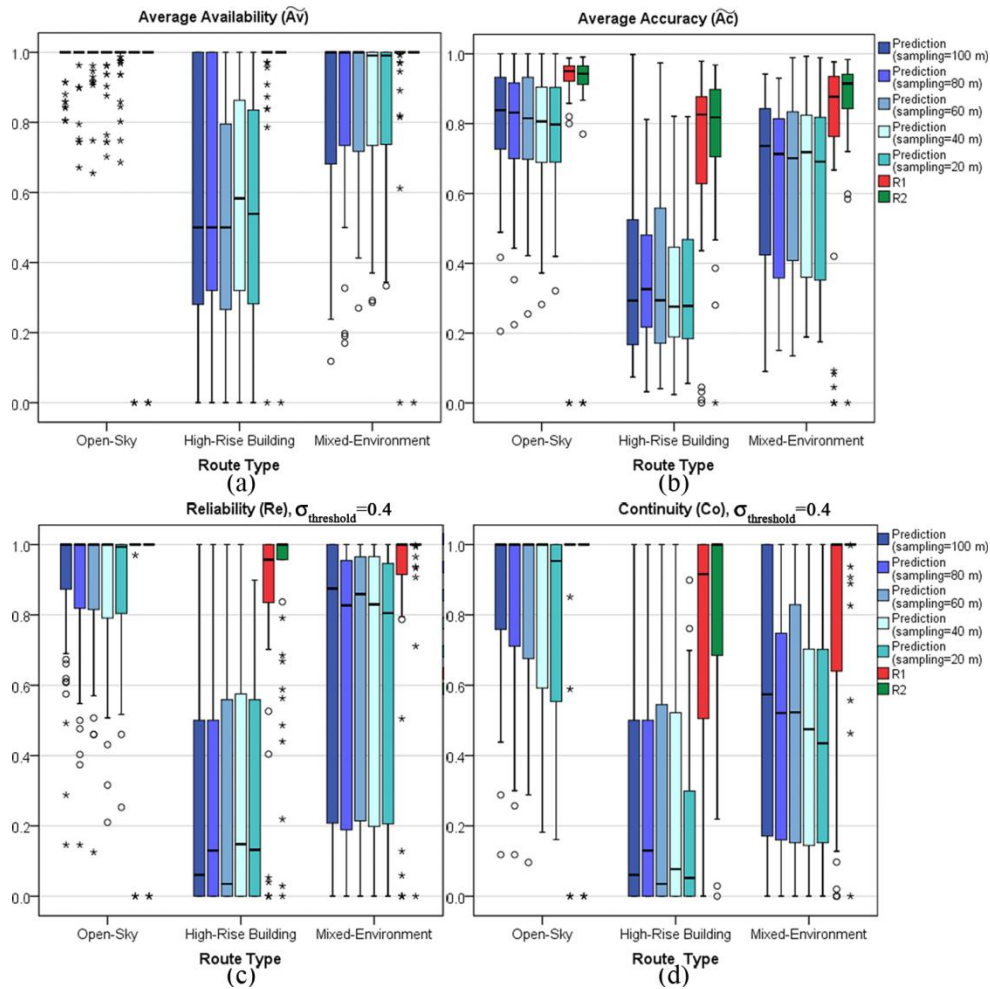 Average Availability (A͠v)
1.0
0.8
0.6
0.4
0.2
0.0
Open-Sky High-Rise Building Mixed-Environment
Route Type
(a)
Average Accuracy (A͠c)
1.0
0.8
0.6
0.4
0.2
0.0
Open-Sky High-Rise Building Mixed-Environment
Route Type
(b)
Prediction
(sampling=100 m)
Prediction
(sampling=80 m)
Prediction
(sampling=60 m)
Prediction
(sampling=40 m)
Prediction
(sampling=20 m)
R1
R2
Reliability (Re), σthreshold=0.4
1.0
0.8
0.6
0.4
0.2
0.0
Open-Sky High-Rise Building Mixed-Environment
Route Type
(c)
Continuity (Co), σthreshold=0.4
1.0
0.8
0.6
0.4
0.2
0.0
Open-Sky High-Rise Building Mixed-Environment
Route Type
(d)
Prediction
(sampling=100 m)
Prediction
(sampling=80 m)
Prediction
(sampling=60 m)
Prediction
(sampling=40 m)
Prediction
(sampling=20 m)
R1
R2